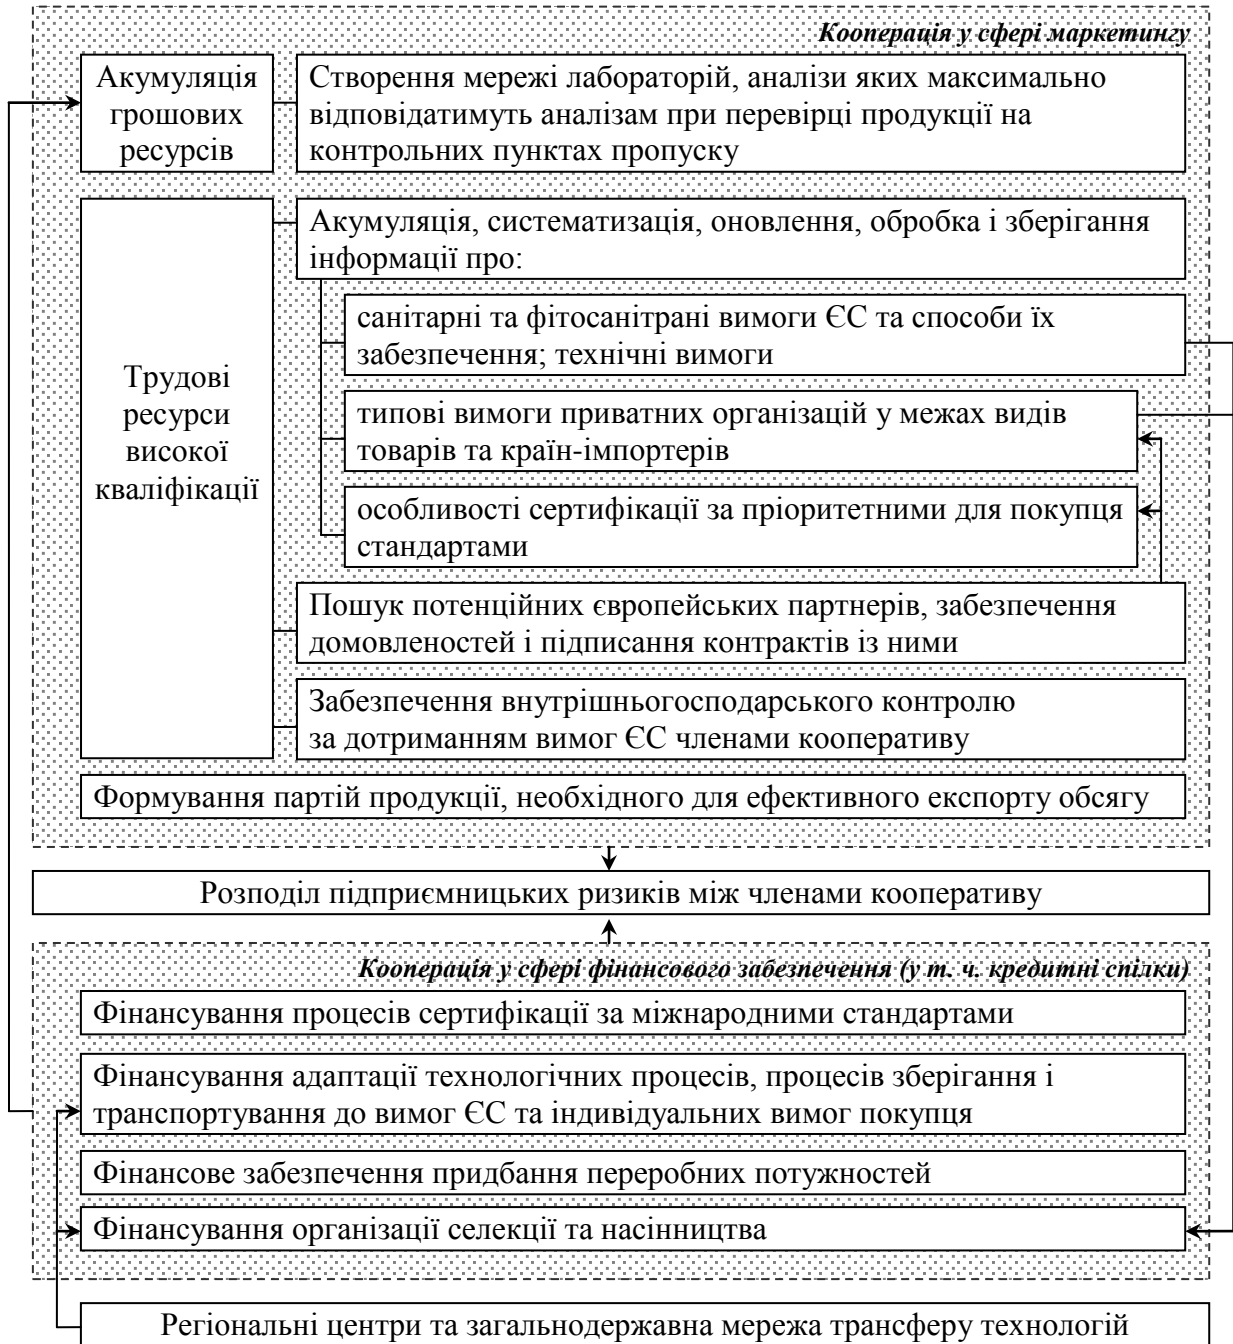 Кооперація у сфері маркетингу
Акумуляція
грошових
ресурсів
Створення мережі лабораторій, аналізи яких максимально
відповідатимуть аналізам при перевірці продукції на
контрольних пунктах пропуску
Трудові
ресурси
високої
кваліфікації
Акумуляція, систематизація, оновлення, обробка і зберігання
інформації про:
санітарні та фітосанітрані вимоги ЄС та способи їх
забезпечення; технічні вимоги
типові вимоги приватних організацій у межах видів
товарів та країн-імпортерів
особливості сертифікації за пріоритетними для покупця
стандартами
Пошук потенційних європейських партнерів, забезпечення
домовленостей і підписання контрактів із ними
Забезпечення внутрішньогосподарського контролю
за дотриманням вимог ЄС членами кооперативу
Формування партій продукції, необхідного для ефективного експорту обсягу
Розподіл підприємницьких ризиків між членами кооперативу
Кооперація у сфері фінансового забезпечення (у т. ч. кредитні спілки)
Фінансування процесів сертифікації за міжнародними стандартами
Фінансування адаптації технологічних процесів, процесів зберігання і
транспортування до вимог ЄС та індивідуальних вимог покупця
Фінансове забезпечення придбання переробних потужностей
Фінансування організації селекції та насінництва
Регіональні центри та загальнодержавна мережа трансферу технологій